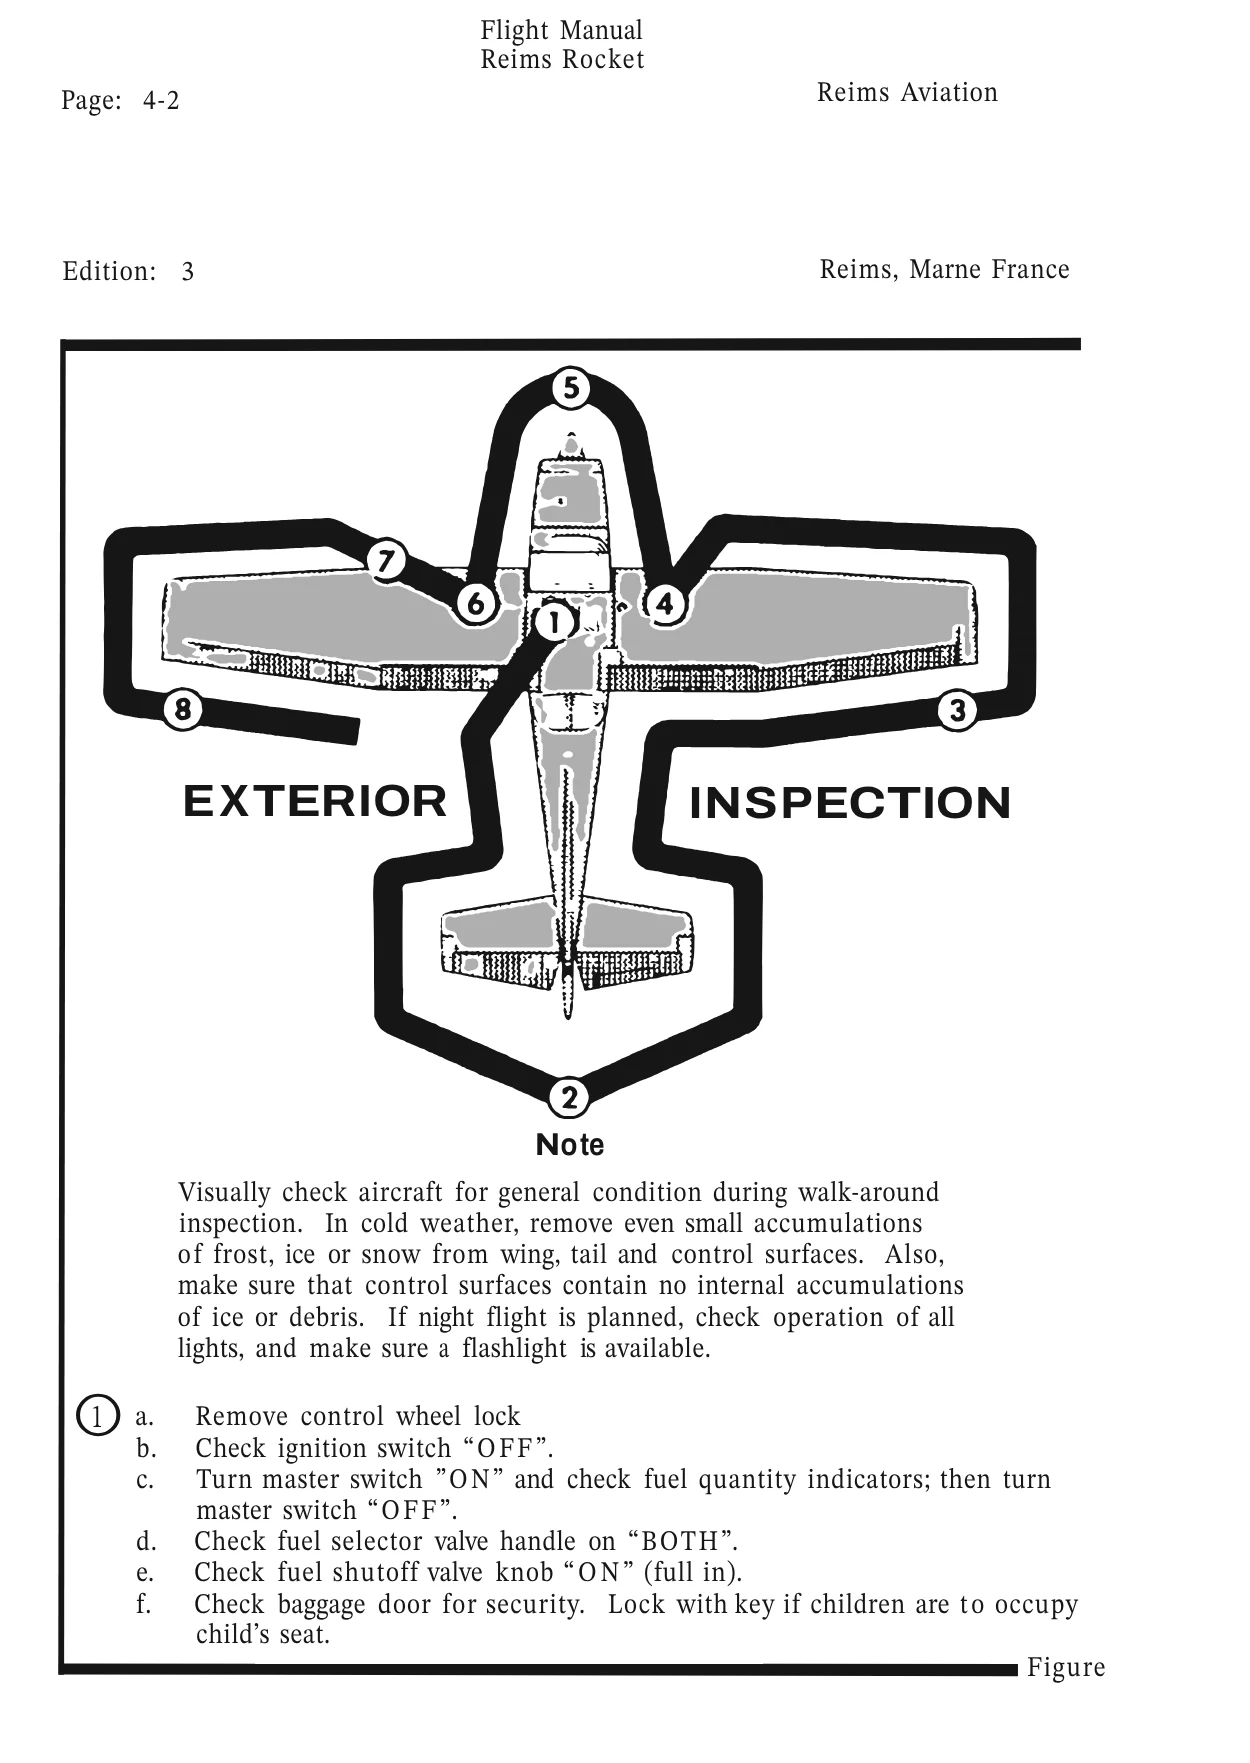 Flight Manual
Reims Rocket
Page: 4-2
Reims Aviation
Edition: 3
Reims, Marne France
5
7
6
1
4
8
3
EXTERIOR
INSPECTION
2
Note
Visually check aircraft for general condition during walk-around
inspection. In cold weather, remove even small accumulations
of frost, ice or snow from wing, tail and control surfaces. Also,
make sure that control surfaces contain no internal accumulations
of ice or debris. If night flight is planned, check operation of all
lights, and make sure a flashlight is available.
1 a. Remove control wheel lock
b. Check ignition switch “OFF”.
c. Turn master switch ”ON” and check fuel quantity indicators; then turn
master switch “OFF”.
d. Check fuel selector valve handle on “BOTH”.
e. Check fuel shutoff valve knob “ON” (full in).
f. Check baggage door for security. Lock with key if children are to occupy
child’s seat.
Figure